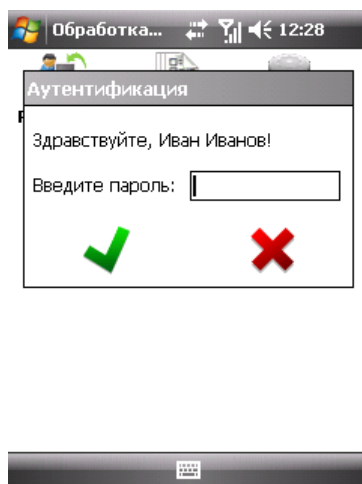 Обработка... 12:28
Аутентификация
Здравствуйте, Иван Иванов!
Введите пароль: